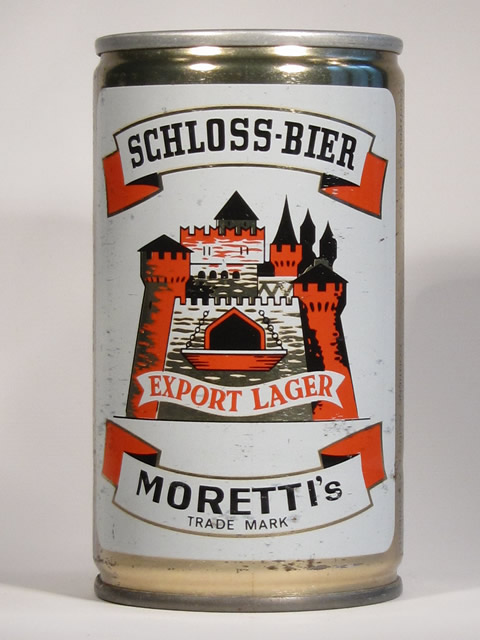 SCHLOSS-BIER
EXPORT LAGER
MORETTI's
TRADE MARK